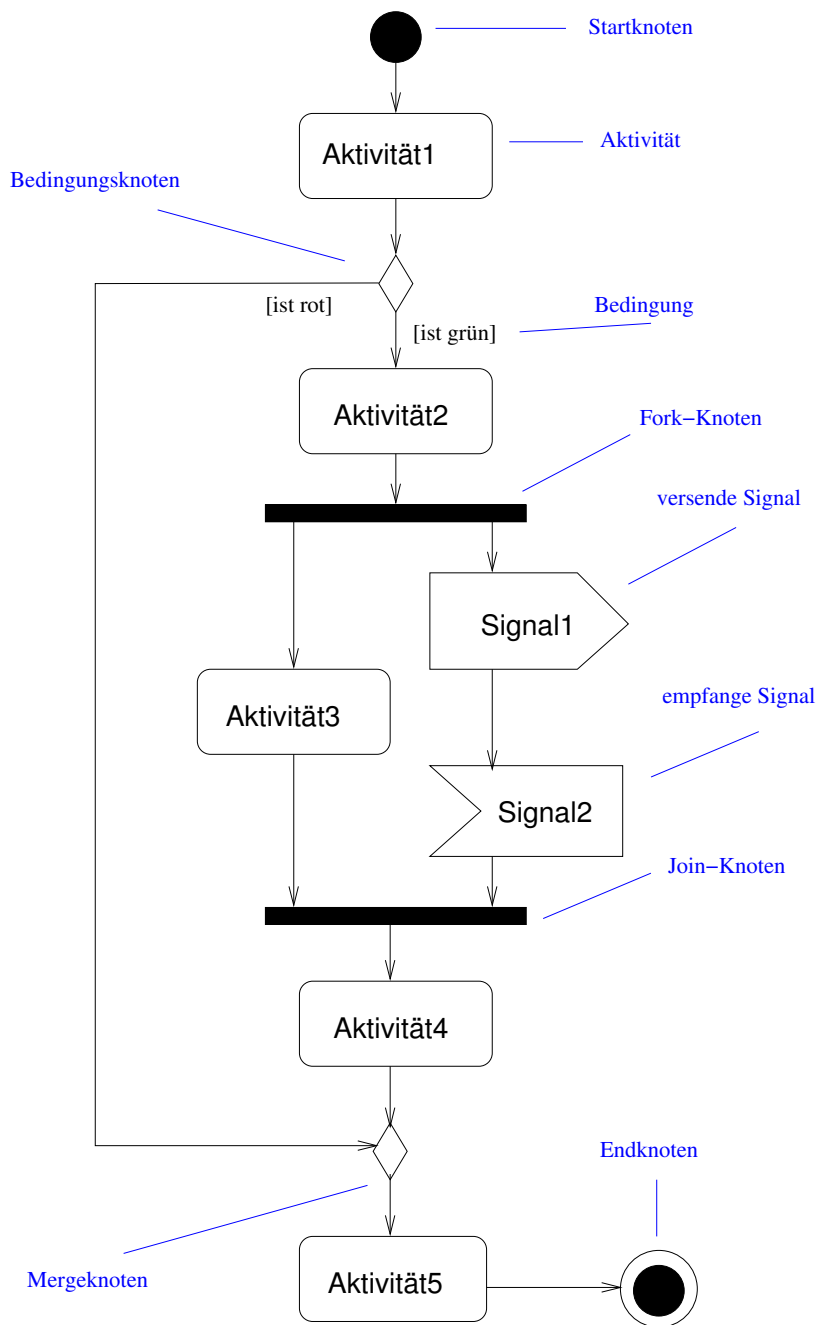 Startknoten
Aktivität1
Aktivität
Bedingungsknoten
[ist rot]
Bedingung
[ist grün]
Aktivität2
Fork−Knoten
versende Signal
Signal1
empfange Signal
Aktivität3
Signal2
Join−Knoten
Aktivität4
Endknoten
Mergeknoten
Aktivität5